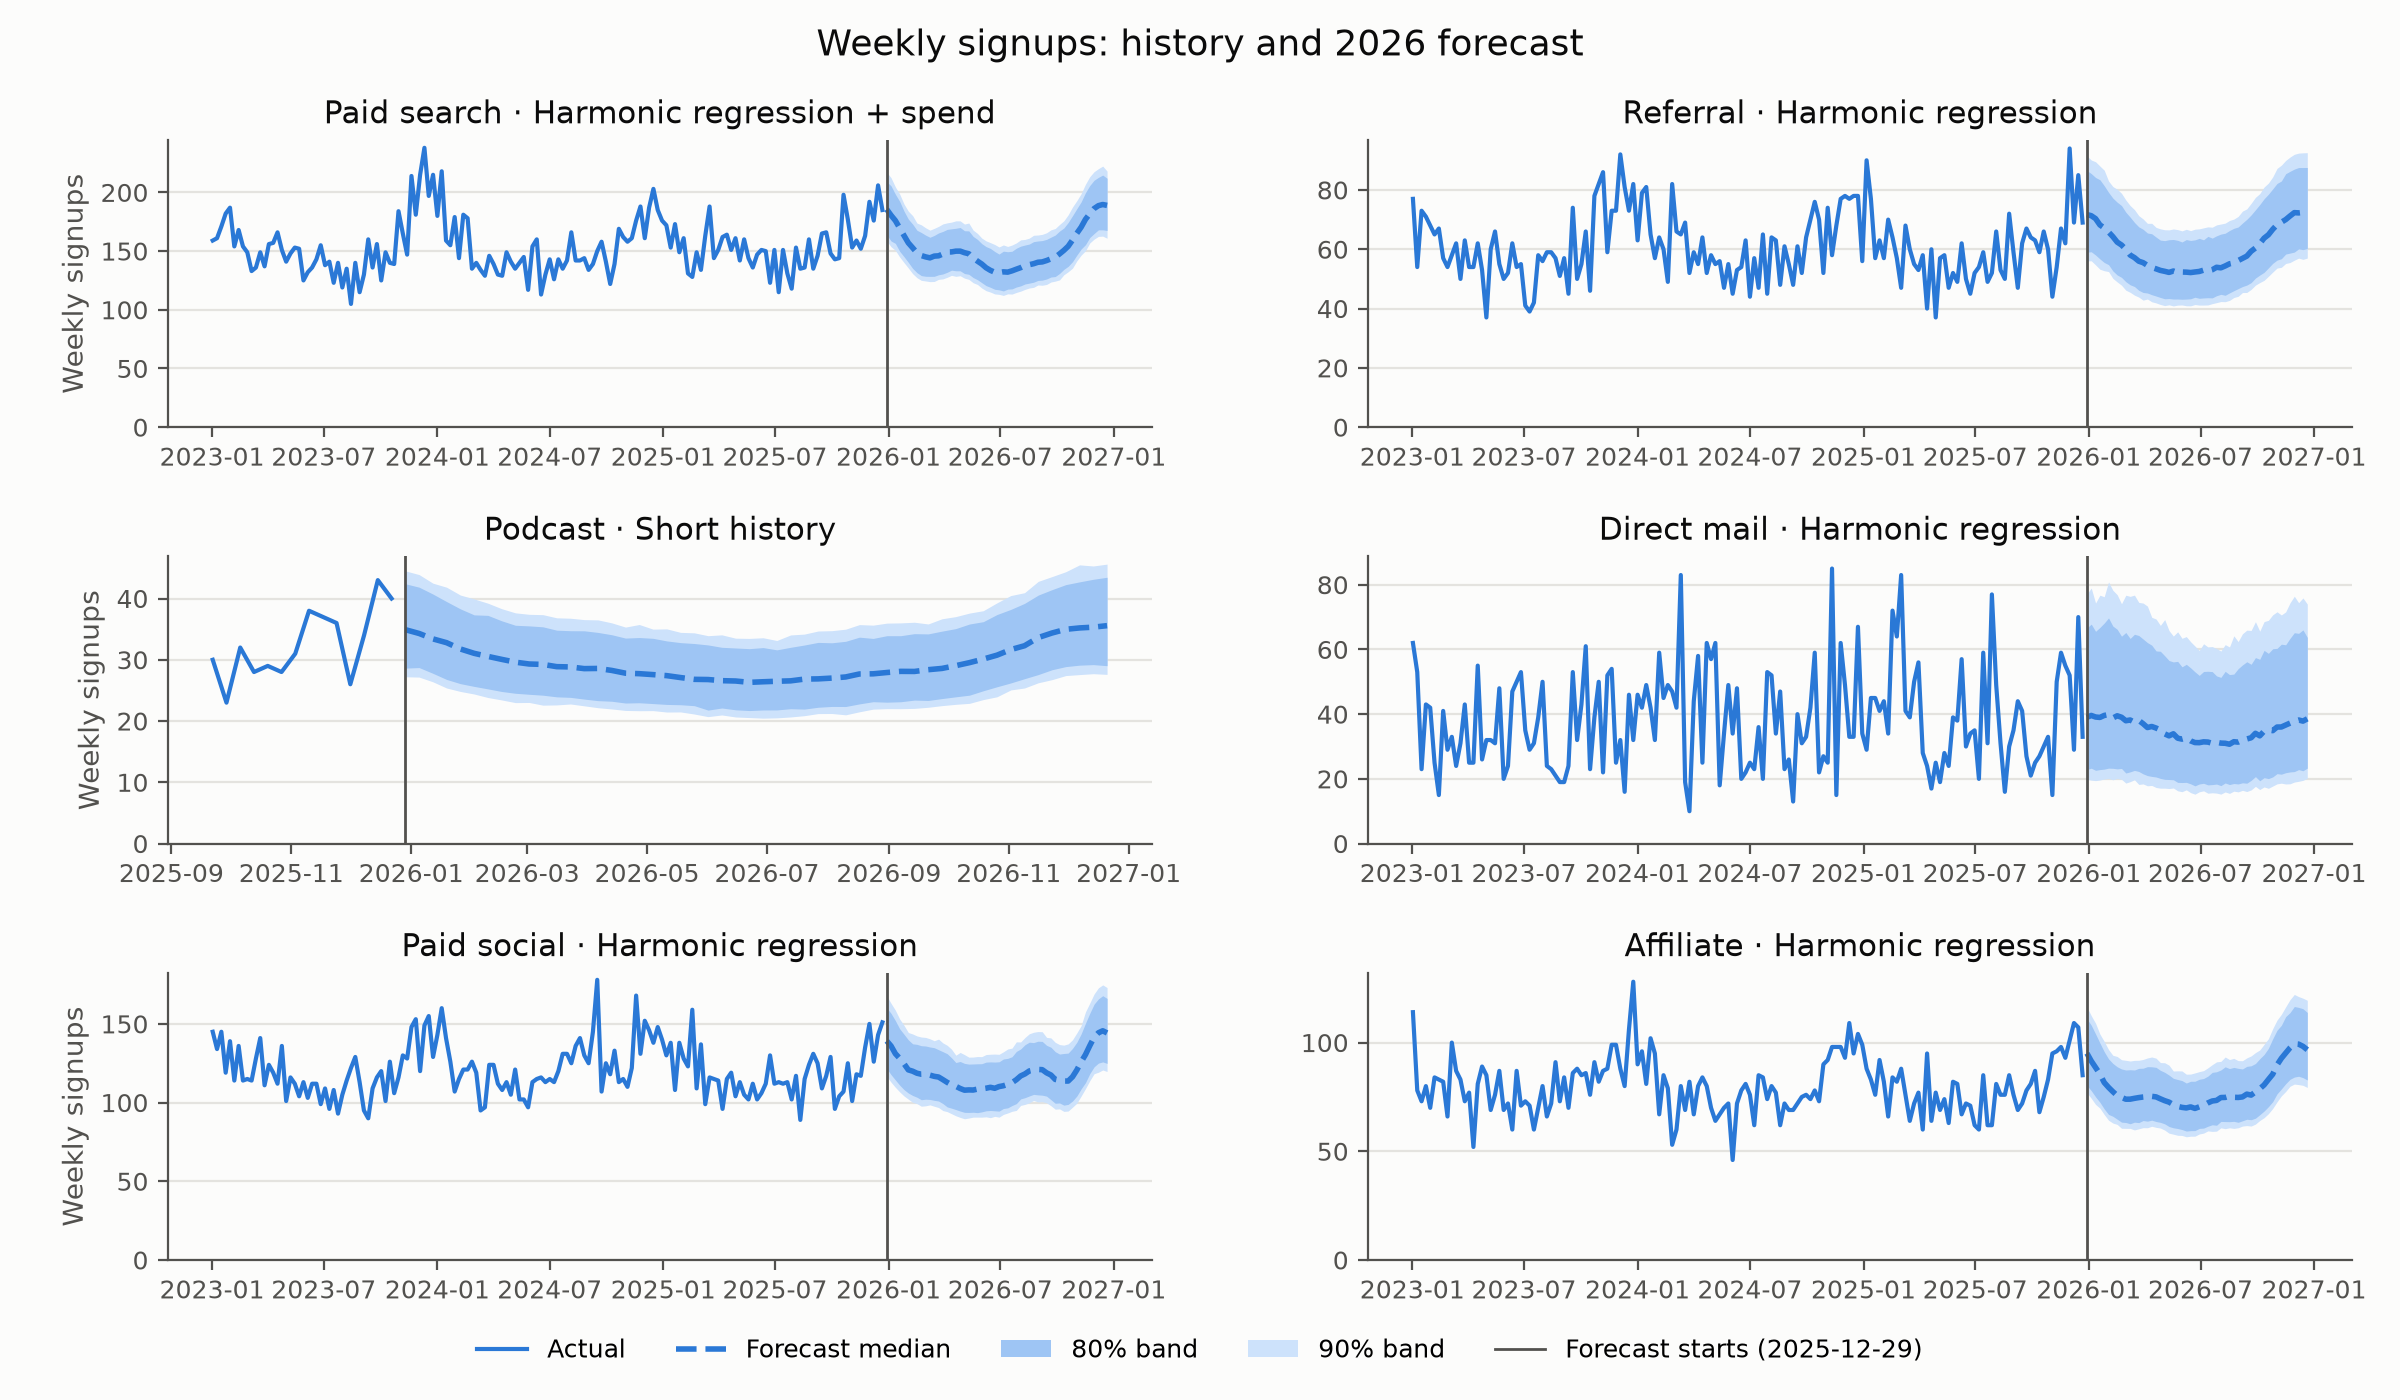 Weekly signups: history and 2026 forecast
Paid search · Harmonic regression + spend
Weekly signups
200
150
100
50
0
2023-01 2023-07 2024-01 2024-07 2025-01 2025-07 2026-01 2026-07 2027-01
Referral · Harmonic regression
80
60
40
20
0
2023-01 2023-07 2024-01 2024-07 2025-01 2025-07 2026-01 2026-07 2027-01
Podcast · Short history
Weekly signups
40
30
20
10
0
2025-09 2025-11 2026-01 2026-03 2026-05 2026-07 2026-09 2026-11 2027-01
Direct mail · Harmonic regression
80
60
40
20
0
2023-01 2023-07 2024-01 2024-07 2025-01 2025-07 2026-01 2026-07 2027-01
Paid social · Harmonic regression
Weekly signups
150
100
50
0
2023-01 2023-07 2024-01 2024-07 2025-01 2025-07 2026-01 2026-07 2027-01
Affiliate · Harmonic regression
100
50
0
2023-01 2023-07 2024-01 2024-07 2025-01 2025-07 2026-01 2026-07 2027-01
Actual Forecast median 80% band 90% band Forecast starts (2025-12-29)